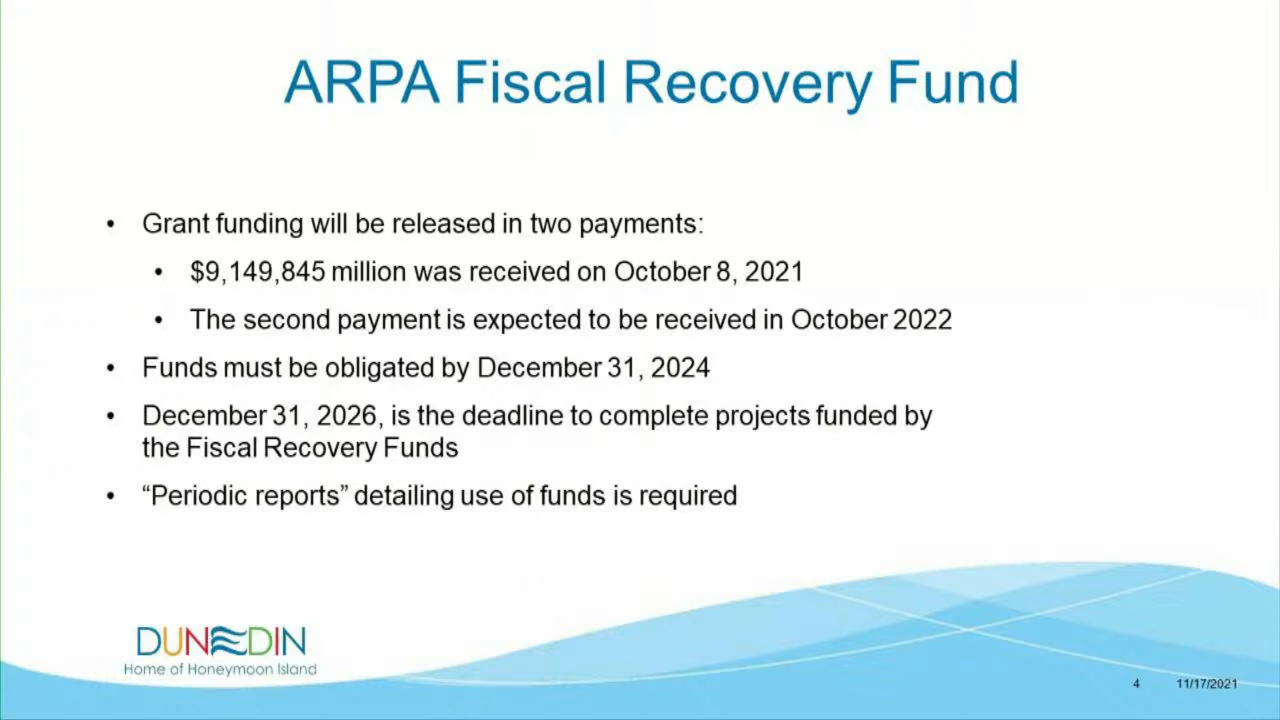 ARPA Fiscal Recovery Fund
• Grant funding will be released in two payments:
• $9,149,845 million was received on October 8, 2021
• The second payment is expected to be received in October 2022
• Funds must be obligated by December 31, 2024
• December 31, 2026, is the deadline to complete projects funded by
the Fiscal Recovery Funds
• “Periodic reports” detailing use of funds is required
DUNEDIN
Home of Honeymoon Island
4 11/17/2021